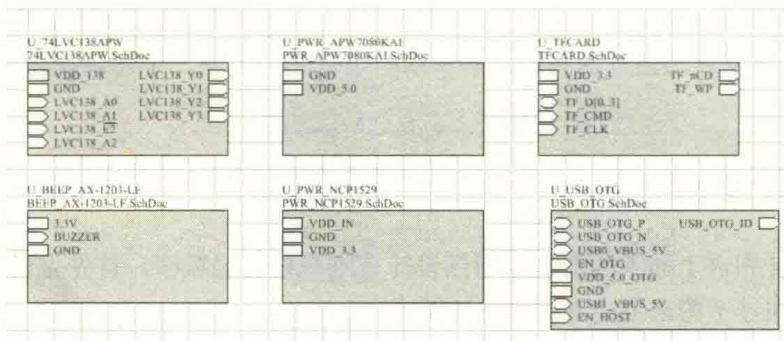 U_74LVC138APW
74LVC138APW.SchDoc
VDD_138
GND
LVC138_A0
LVC138_A1
LVC138_E2
LVC138_A2
LVC138_Y0
LVC138_Y1
LVC138_Y2
LVC138_Y3
U_PWR_APW7080KAI
PWR_APW7080KAI.SchDoc
GND
VDD_5.0
U_TFCARD
TFCARD.SchDoc
VDD_3.3
GND
TF_D[0..3]
TF_CMD
TF_CLK
TF_nCD
TF_WP
U_BEEP_AX-1203-LF
BEEP_AX-1203-LF.SchDoc
3.3V
BUZZER
GND
U_PWR_NCP1529
PWR_NCP1529.SchDoc
VDD_IN
GND
VDD_3.3
U_USB_OTG
USB_OTG.SchDoc
USB_OTG_P
USB_OTG_N
USB0_VBUS_5V
EN_OTG
VDD_5.0_OTG
GND
USB1_VBUS_5V
EN_HOST
USB_OTG_ID